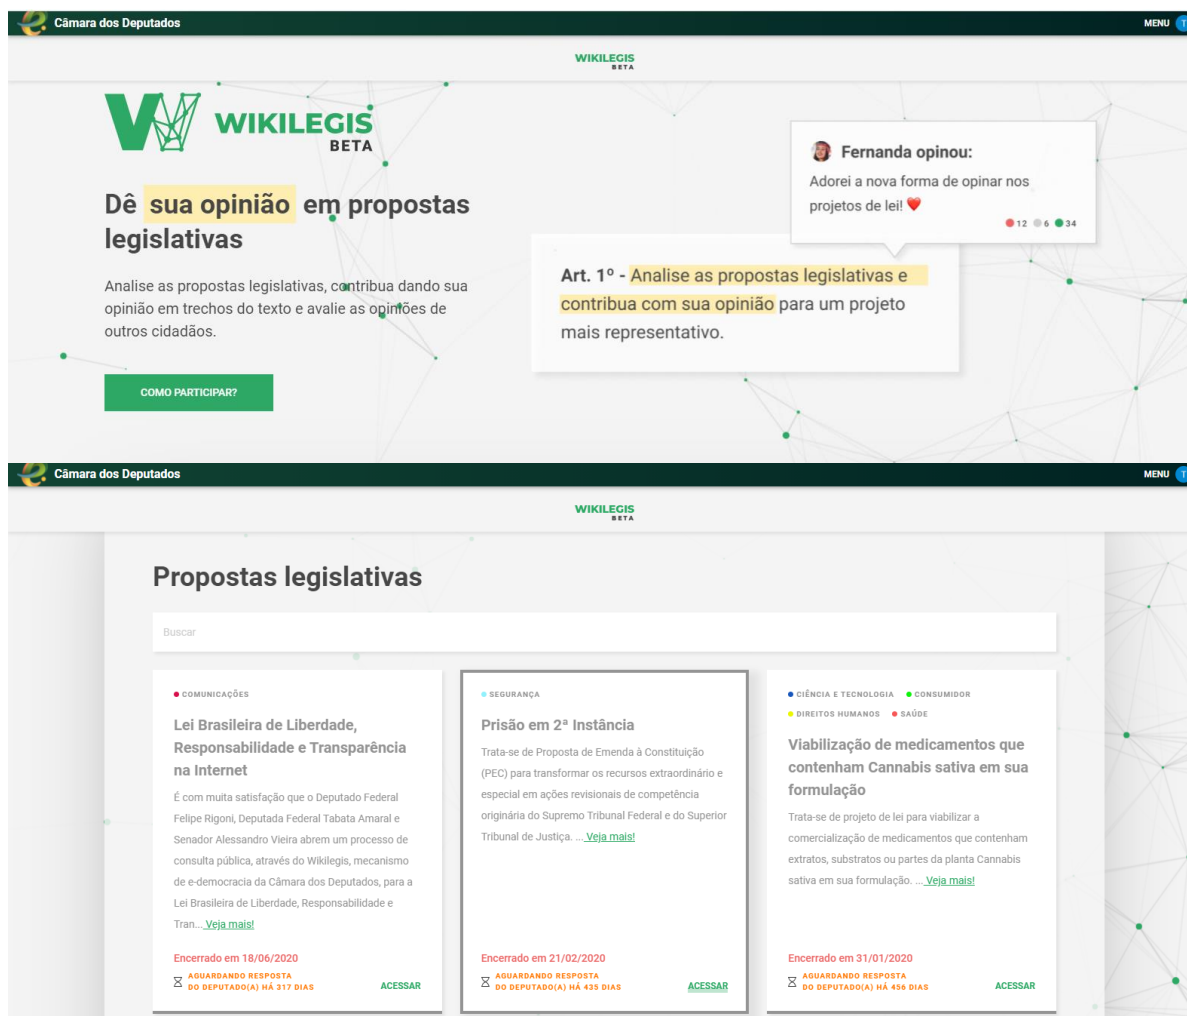 Câmara dos Deputados
MENU T
WIKILEGIS
BETA
WIKILEGIS
BETA
Dê sua opinião em propostas
legislativas
Analise as propostas legislativas, contribua dando sua
opinião em trechos do texto e avalie as opiniões de
outros cidadãos.
COMO PARTICIPAR?
Fernanda opinou:
Adorei a nova forma de opinar nos
projetos de lei! ❤️
12 6 34
Art. 1º - Analise as propostas legislativas e
contribua com sua opinião para um projeto
mais representativo.
Câmara dos Deputados
MENU T
WIKILEGIS
BETA
Propostas legislativas
Buscar
COMUNICAÇÕES
Lei Brasileira de Liberdade,
Responsabilidade e Transparência
na Internet
É com muita satisfação que o Deputado Federal
Felipe Rigoni, Deputada Federal Tabata Amaral e
Senador Alessandro Vieira abrem um processo de
consulta pública, através do Wikilegis, mecanismo
de e-democracia da Câmara dos Deputados, para a
Lei Brasileira de Liberdade, Responsabilidade e
Tran... Veja mais!
Encerrado em 18/06/2020
AGUARDANDO RESPOSTA
DO DEPUTADO(A) HÁ 317 DIAS
ACESSAR
SEGURANÇA
Prisão em 2ª Instância
Trata-se de Proposta de Emenda à Constituição
(PEC) para transformar os recursos extraordinário e
especial em ações revisionais de competência
originária do Supremo Tribunal Federal e do Superior
Tribunal de Justiça. ... Veja mais!
Encerrado em 21/02/2020
AGUARDANDO RESPOSTA
DO DEPUTADO(A) HÁ 435 DIAS
ACESSAR
CIÊNCIA E TECNOLOGIA CONSUMIDOR
DIREITOS HUMANOS SAÚDE
Viabilização de medicamentos que
contenham Cannabis sativa em sua
formulação
Trata-se de projeto de lei para viabilizar a
comercialização de medicamentos que contenham
extratos, substratos ou partes da planta Cannabis
sativa em sua formulação. ... Veja mais!
Encerrado em 31/01/2020
AGUARDANDO RESPOSTA
DO DEPUTADO(A) HÁ 456 DIAS
ACESSAR